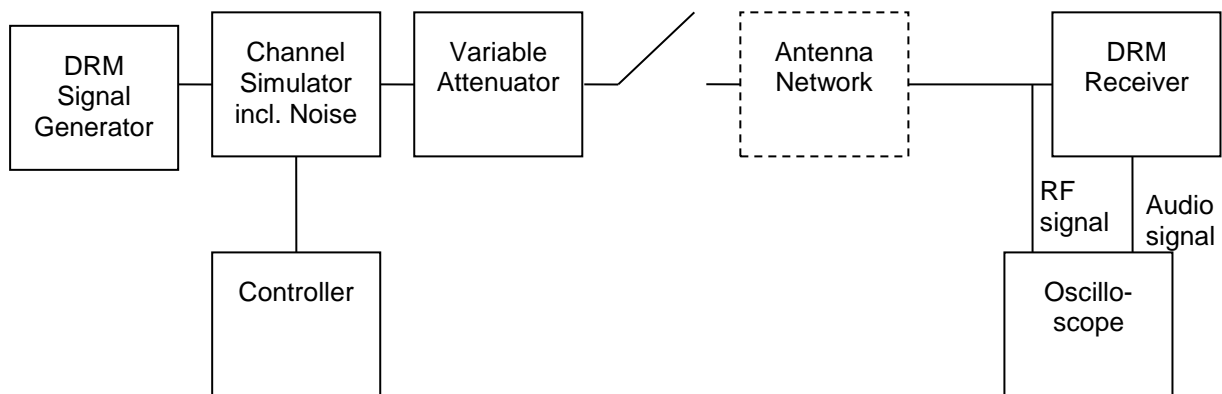 DRM
Signal
Generator
Channel
Simulator
incl. Noise
Variable
Attenuator
Antenna
Network
DRM
Receiver
RF
signal
Audio
signal
Controller
Oscillo-
scope